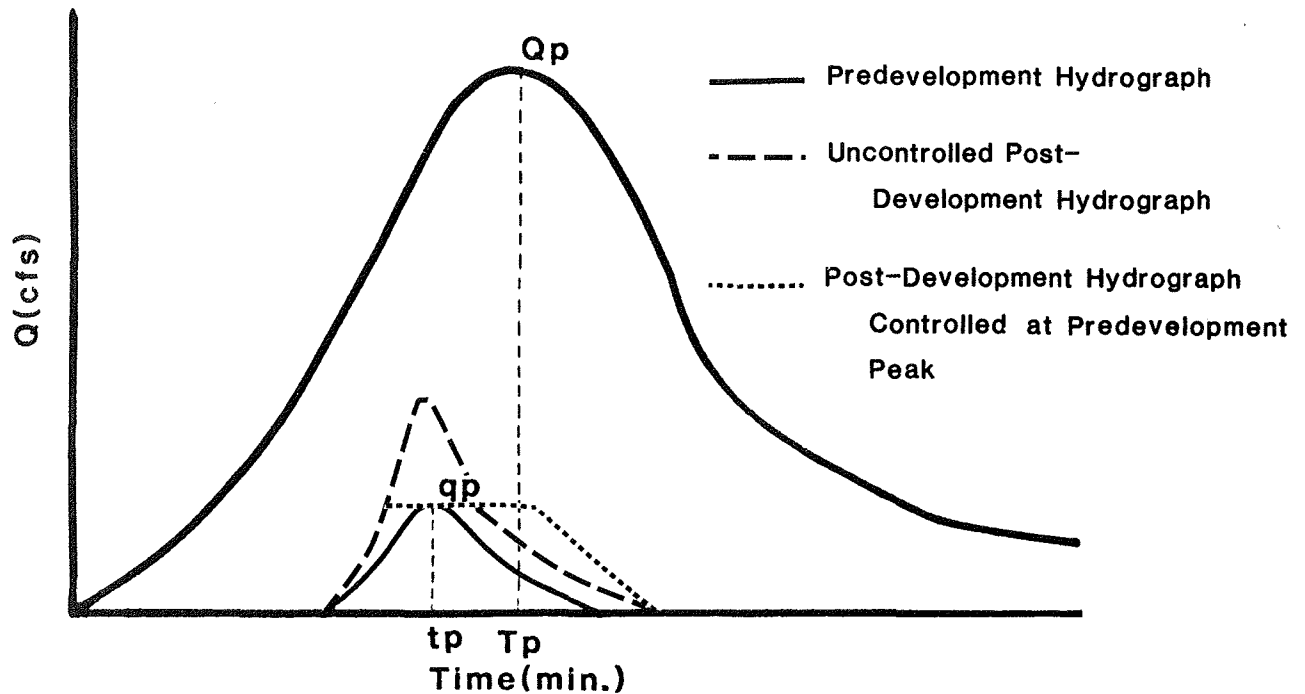 Qp
Predevelopment Hydrograph
Uncontrolled Post-
Development Hydrograph
Post-Development Hydrograph
Controlled at Predevelopment
Peak
Q(cfs)
qp
tp
Tp
Time(min.)